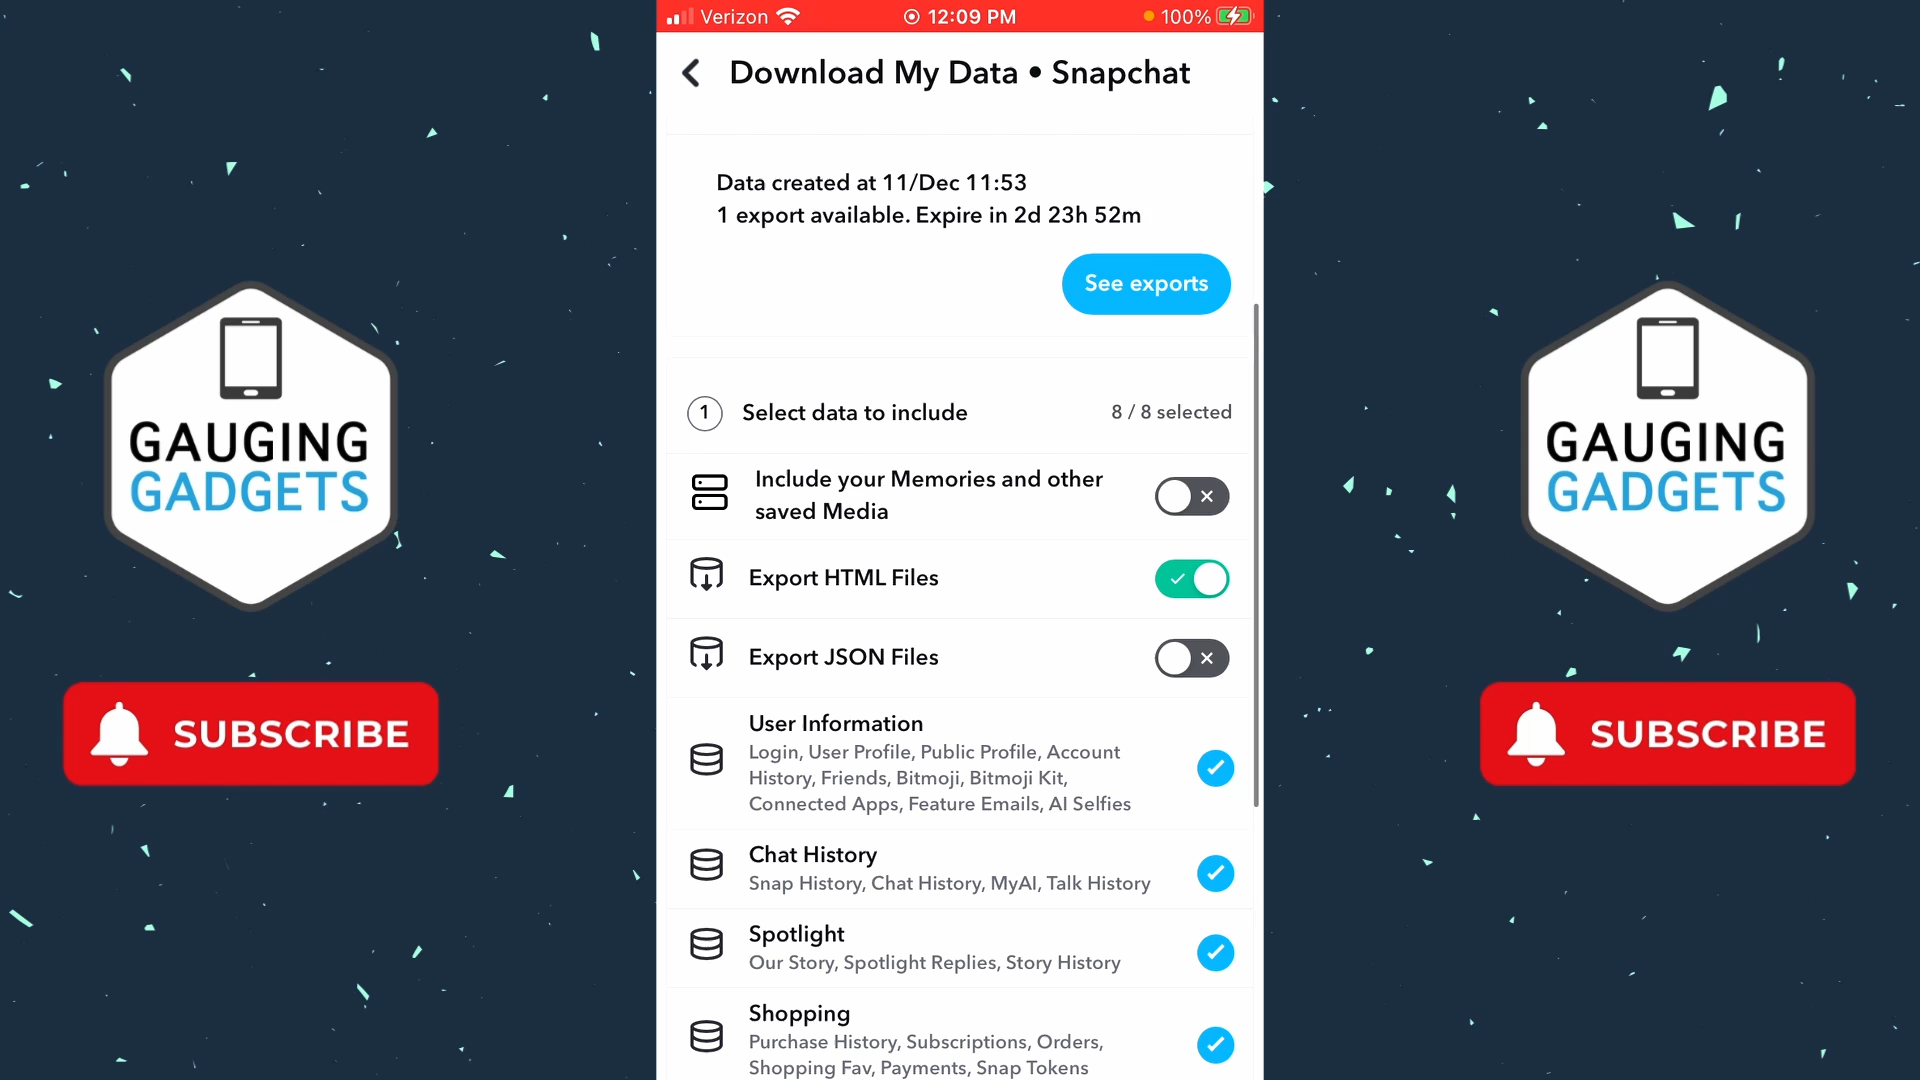 Verizon 12:09 PM 100%
Download My Data • Snapchat
Data created at 11/Dec 11:53
1 export available. Expire in 2d 23h 52m
See exports
1 Select data to include 8 / 8 selected
Include your Memories and other
saved Media
Export HTML Files
Export JSON Files
User Information
Login, User Profile, Public Profile, Account
History, Friends, Bitmoji, Bitmoji Kit,
Connected Apps, Feature Emails, AI Selfies
Chat History
Snap History, Chat History, MyAI, Talk History
Spotlight
Our Story, Spotlight Replies, Story History
Shopping
Purchase History, Subscriptions, Orders,
Shopping Fav, Payments, Snap Tokens
GAUGING
GADGETS
SUBSCRIBE
GAUGING
GADGETS
SUBSCRIBE